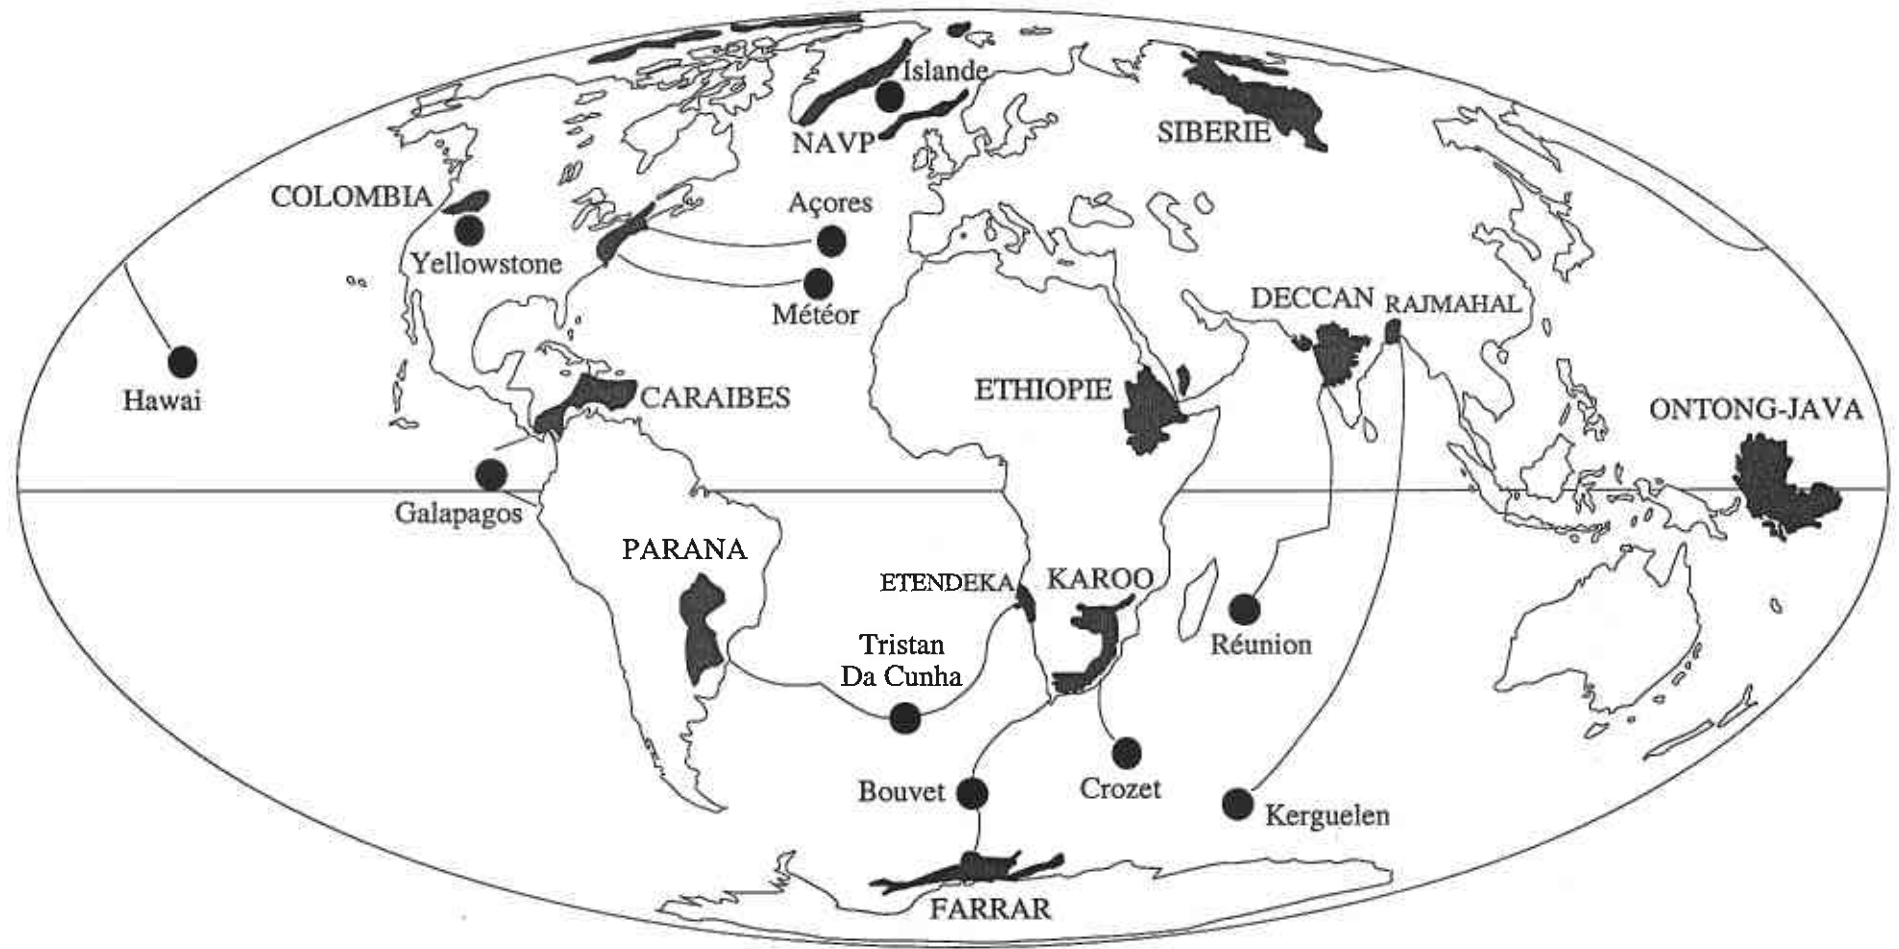 Islande
NAVP
SIBERIE
COLOMBIA
Yellowstone
Açores
Météor
DECCAN
RAJMAHAL
Hawai
CARAIBES
ETHIOPIE
ONTONG-JAVA
Galapagos
PARANA
ETENDEKA
KAROO
Tristan
Da Cunha
Réunion
Bouvet
Crozet
Kerguelen
FARRAR